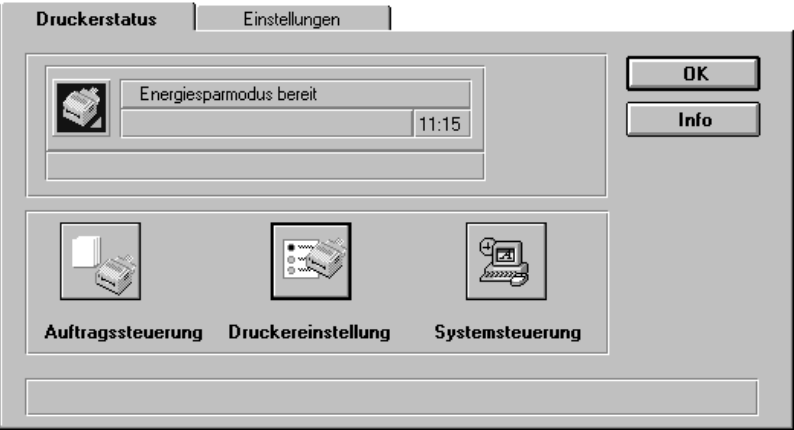 Druckerstatus
Einstellungen
Energiesparmodus bereit
11:15
OK
Info
Auftragssteuerung
Druckereinstellung
Systemsteuerung